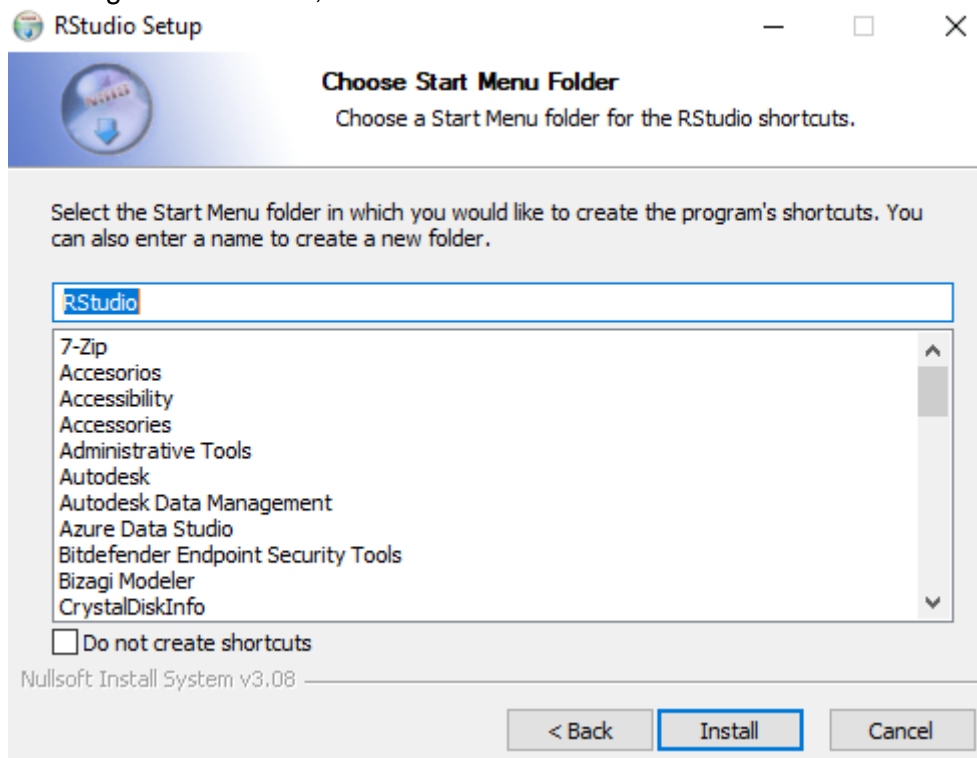 RStudio Setup
Choose Start Menu Folder
Choose a Start Menu folder for the RStudio shortcuts.
Select the Start Menu folder in which you would like to create the program's shortcuts. You
can also enter a name to create a new folder.
RStudio
7-Zip
Accesorios
Accessibility
Accessories
Administrative Tools
Autodesk
Autodesk Data Management
Azure Data Studio
Bitdefender Endpoint Security Tools
Bizagi Modeler
CrystalDiskInfo
Do not create shortcuts
Nullsoft Install System v3.08
< Back
Install
Cancel